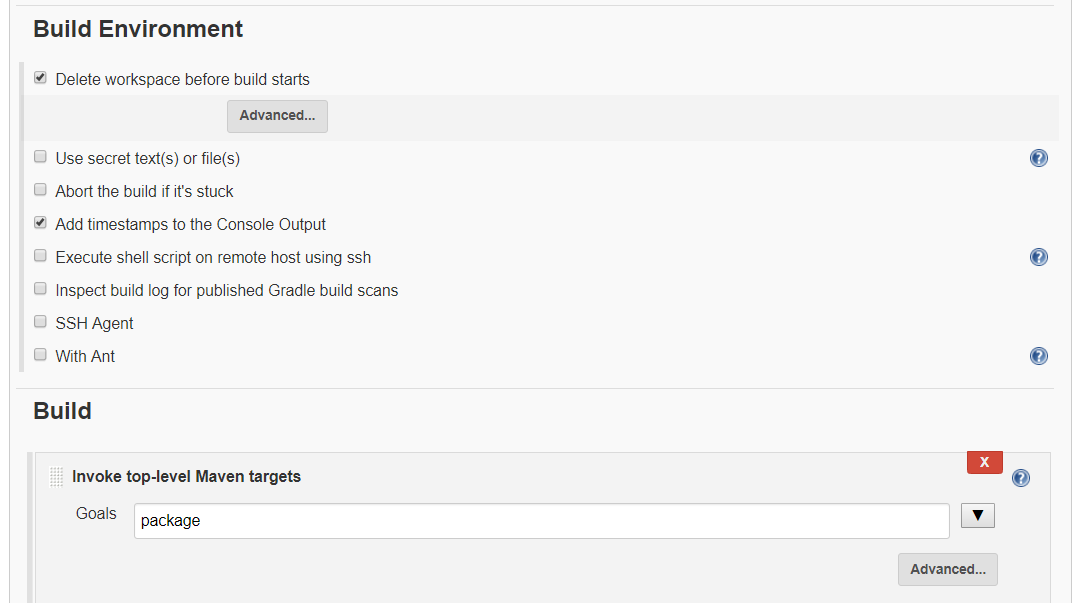 Build Environment
Delete workspace before build starts
Advanced...
Use secret text(s) or file(s)
Abort the build if it's stuck
Add timestamps to the Console Output
Execute shell script on remote host using ssh
Inspect build log for published Gradle build scans
SSH Agent
With Ant
Build
X
Invoke top-level Maven targets
Goals package
Advanced...